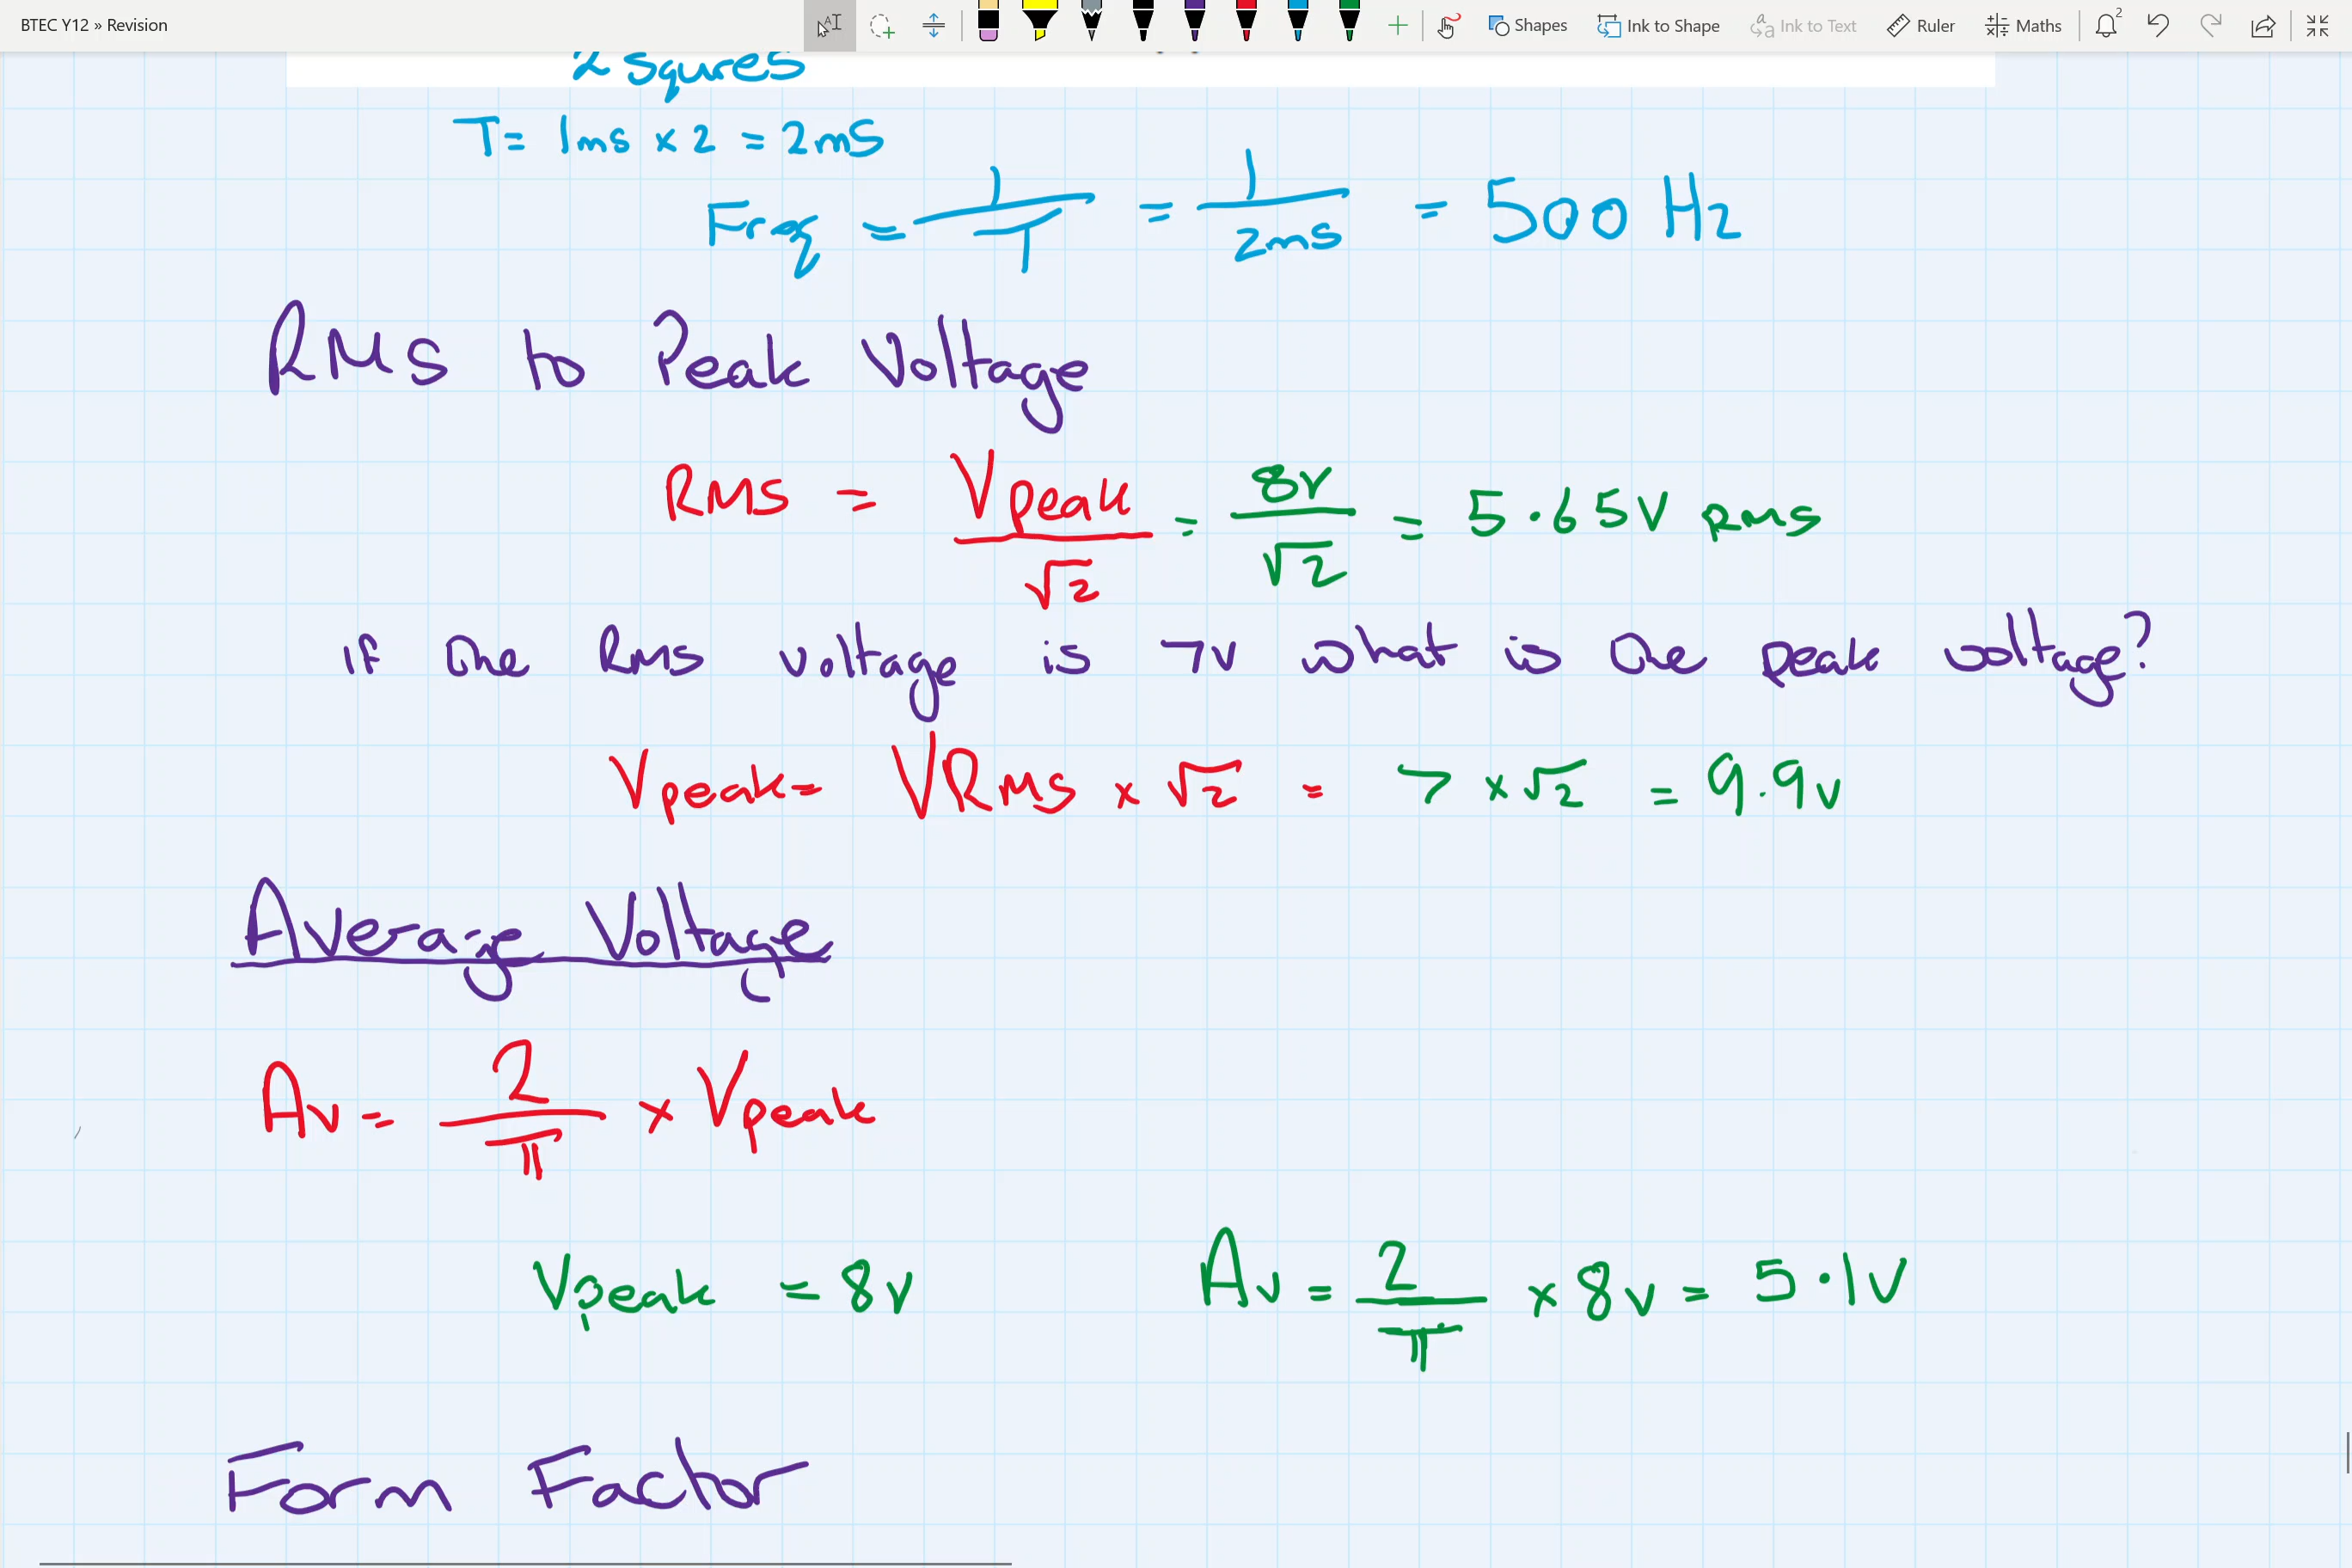 BTEC Y12 » Revision
Shapes Ink to Shape Ink to Text Ruler Maths 2
2 squres
T= 1ms x 2 = 2ms
Freq = 1/T = 1/2ms = 500 Hz
RMS to Peak Voltage
RMS = Vpeak/√2 = 8v/√2 = 5.65V RMS
if the Rms voltage is 7v what is the peak voltage?
Vpeak = VRMS x √2 = 7 x √2 = 9.9v
Average Voltage
Av = 2/π x Vpeak
Vpeak = 8v Av = 2/π x 8v = 5.1v
Form Factor